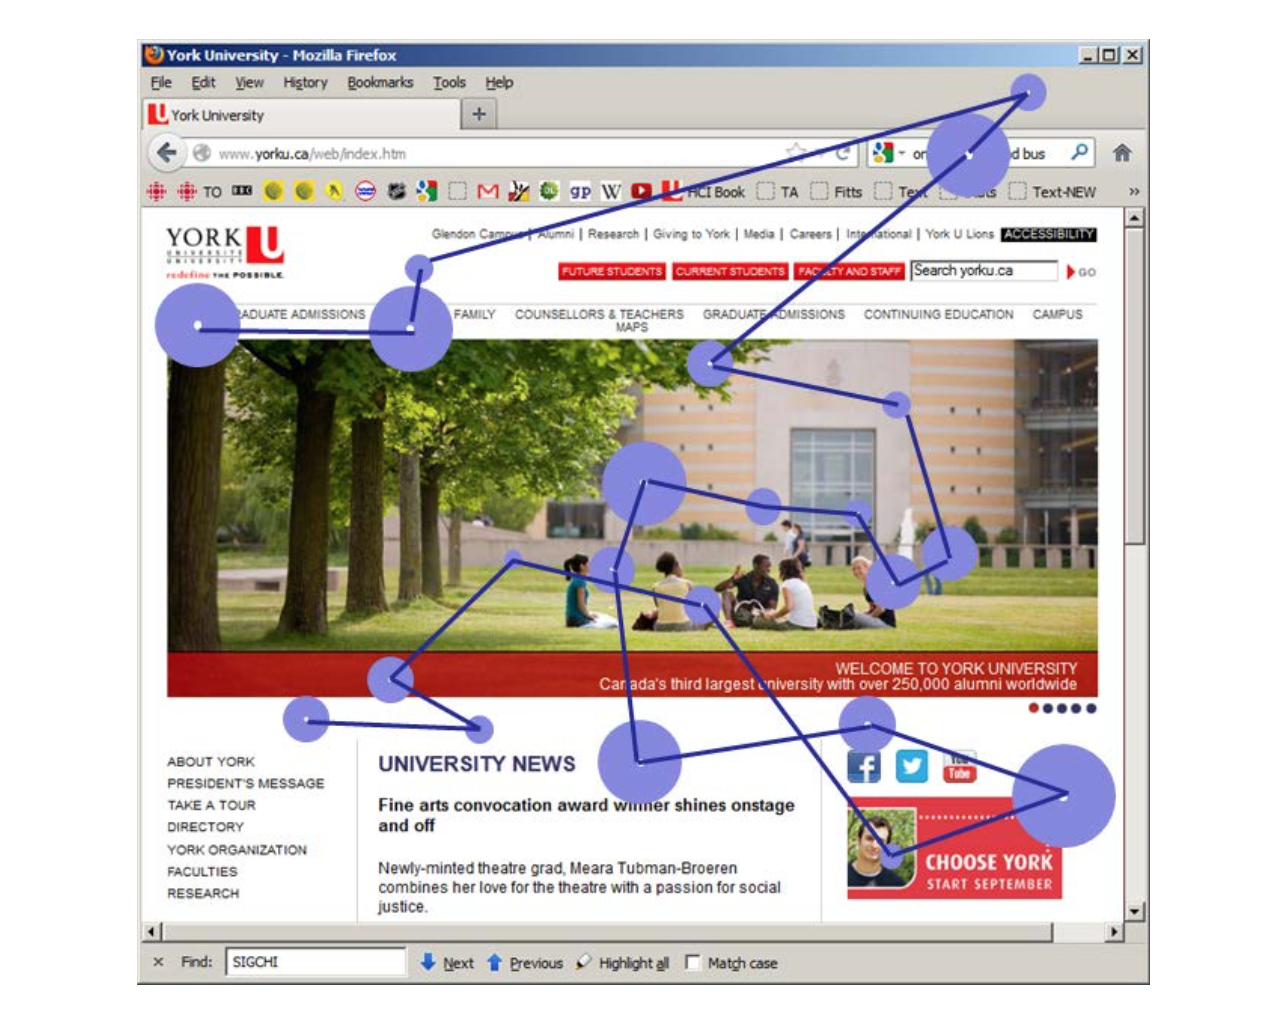 York University - Mozilla Firefox
File Edit View History Bookmarks Tools Help
York University
www.yorku.ca/web/index.htm
d bus
TO gp W HCI Book TA Fitts Text Text-NEW »
YORK U
UNIVERSITÉ
UNIVERSITY
redefine THE POSSIBLE.
Glendon Campus | Alumni | Research | Giving to York | Media | Careers | International | York U Lions ACCESSIBILITY
FUTURE STUDENTS CURRENT STUDENTS FACULTY AND STAFF Search yorku.ca GO
RADUATE ADMISSIONS FAMILY COUNSELLORS & TEACHERS GRADUATE ADMISSIONS CONTINUING EDUCATION CAMPUS
MAPS
WELCOME TO YORK UNIVERSITY
Canada's third largest university with over 250,000 alumni worldwide
ABOUT YORK
PRESIDENT'S MESSAGE
TAKE A TOUR
DIRECTORY
YORK ORGANIZATION
FACULTIES
RESEARCH
UNIVERSITY NEWS
Fine arts convocation award winner shines onstage
and off
Newly-minted theatre grad, Meara Tubman-Broeren
combines her love for the theatre with a passion for social
justice.
You
Tube
CHOOSE YORK
START SEPTEMBER
× Find: SIGCHI Next Previous Highlight all Match case